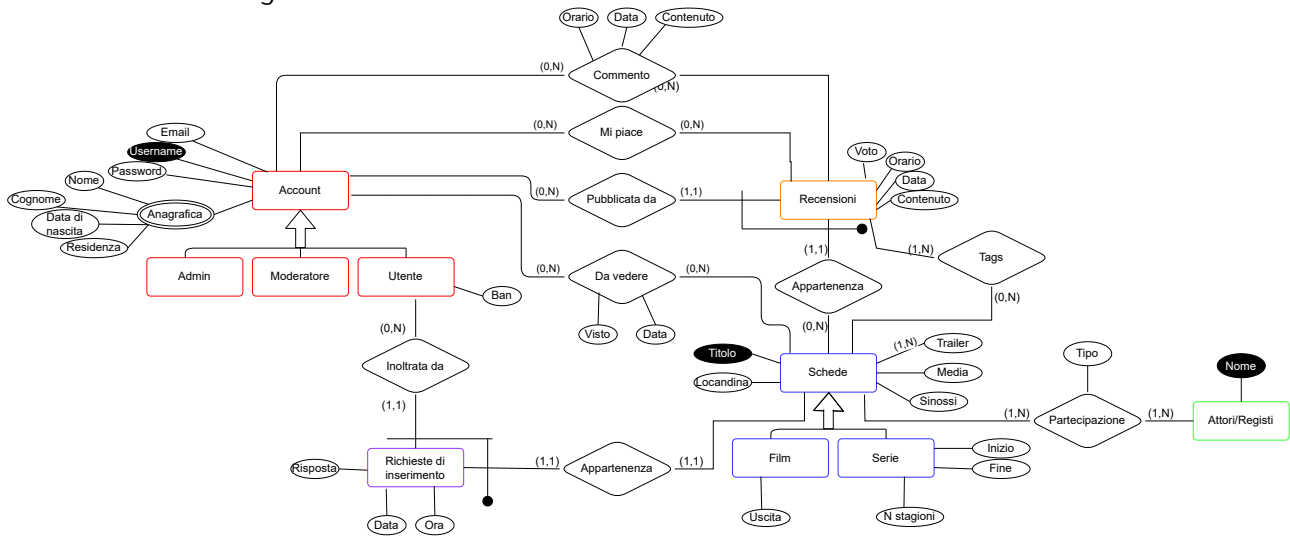 g
Orario
Data
Contenuto
(0,N)
Commento
(0,N)
(0,N)
Mi piace
(0,N)
Email
Username
Password
Nome
Cognome
Anagrafica
Data di
nascita
Residenza
Account
(0,N)
Pubblicata da
(1,1)
Voto
Orario
Data
Contenuto
Recensioni
Admin
Moderatore
Utente
Ban
(0,N)
Da vedere
(0,N)
Visto
Data
(1,1)
Appartenenza
(0,N)
(1,N)
Tags
(0,N)
(0,N)
Inoltrata da
(1,1)
Titolo
Locandina
Schede
(1,N)
Trailer
Media
Sinossi
Tipo
Nome
(1,N)
Partecipazione
(1,N)
Attori/Registi
Risposta
Richieste di
inserimento
Data
Ora
(1,1)
Appartenenza
(1,1)
Film
Serie
Inizio
Fine
Uscita
N stagioni